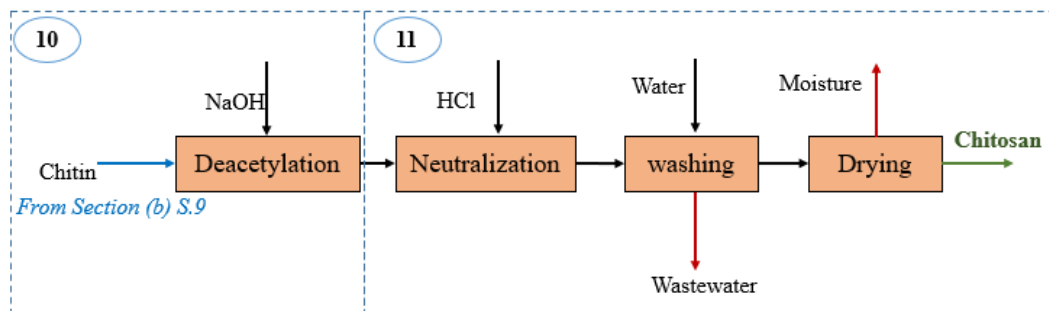 10
11
NaOH
HCl
Water
Moisture
Chitosan
Chitin
Deacetylation
Neutralization
washing
Drying
From Section (b) S.9
Wastewater